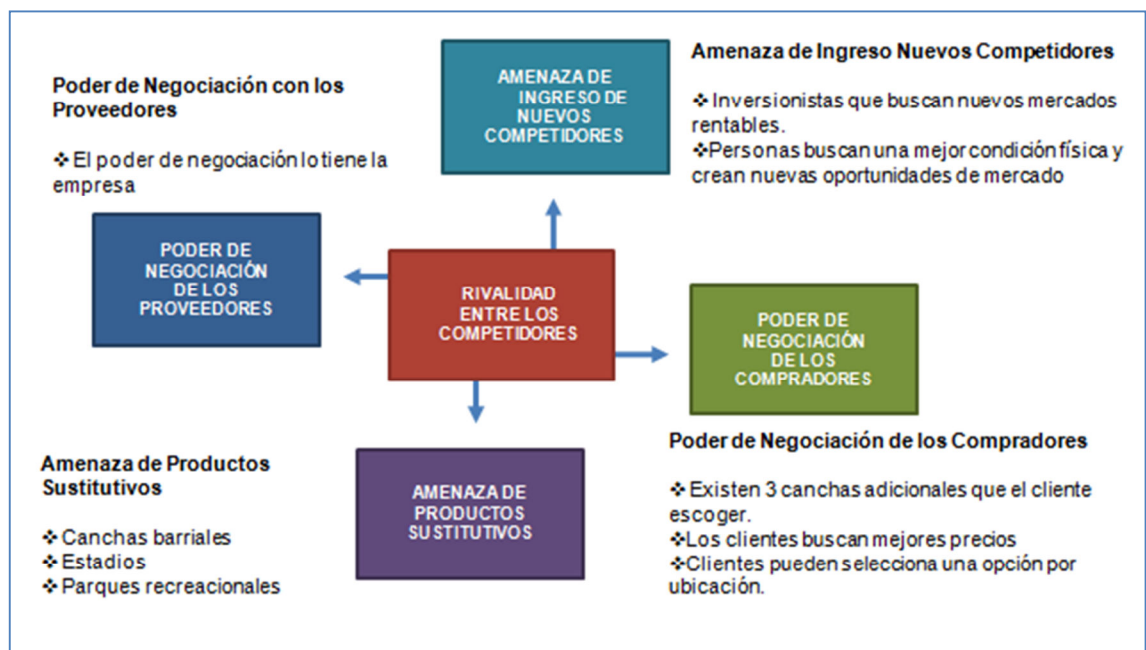 Poder de Negociación con los
Proveedores
❖ El poder de negociación lo tiene la
empresa
AMENAZA DE
INGRESO DE
NUEVOS
COMPETIDORES
Amenaza de Ingreso Nuevos Competidores
❖ Inversionistas que buscan nuevos mercados
rentables.
❖ Personas buscan una mejor condición física y
crean nuevas oportunidades de mercado
PODER DE
NEGOCIACIÓN
DE LOS
PROVEEDORES
RIVALIDAD
ENTRE LOS
COMPETIDORES
PODER DE
NEGOCIACIÓN
DE LOS
COMPRADORES
Amenaza de Productos
Sustitutivos
❖ Canchas barriales
❖ Estadios
❖ Parques recreacionales
AMENAZA DE
PRODUCTOS
SUSTITUTIVOS
Poder de Negociación de los Compradores
❖ Existen 3 canchas adicionales que el cliente
escoger.
❖ Los clientes buscan mejores precios
❖ Clientes pueden selecciona una opción por
ubicación.